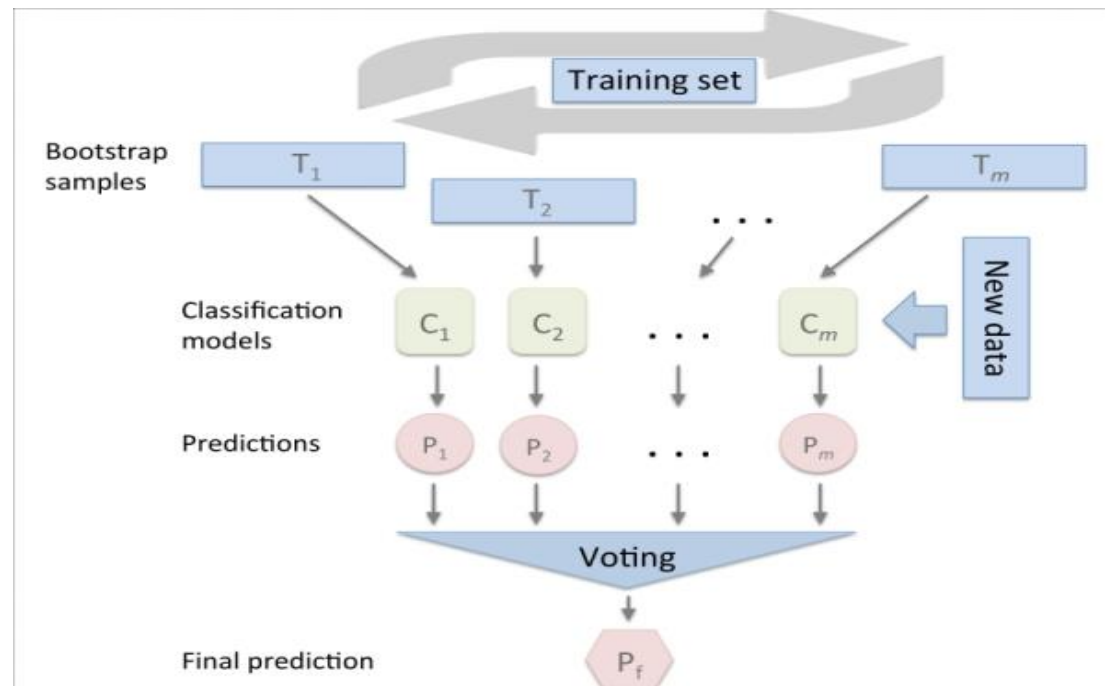 Training set
Bootstrap
samples
T1
T2
. . .
Tm
New data
Classification
models
C1
C2
. . .
Cm
Predictions
P1
P2
. . .
Pm
Voting
Final prediction
Pf